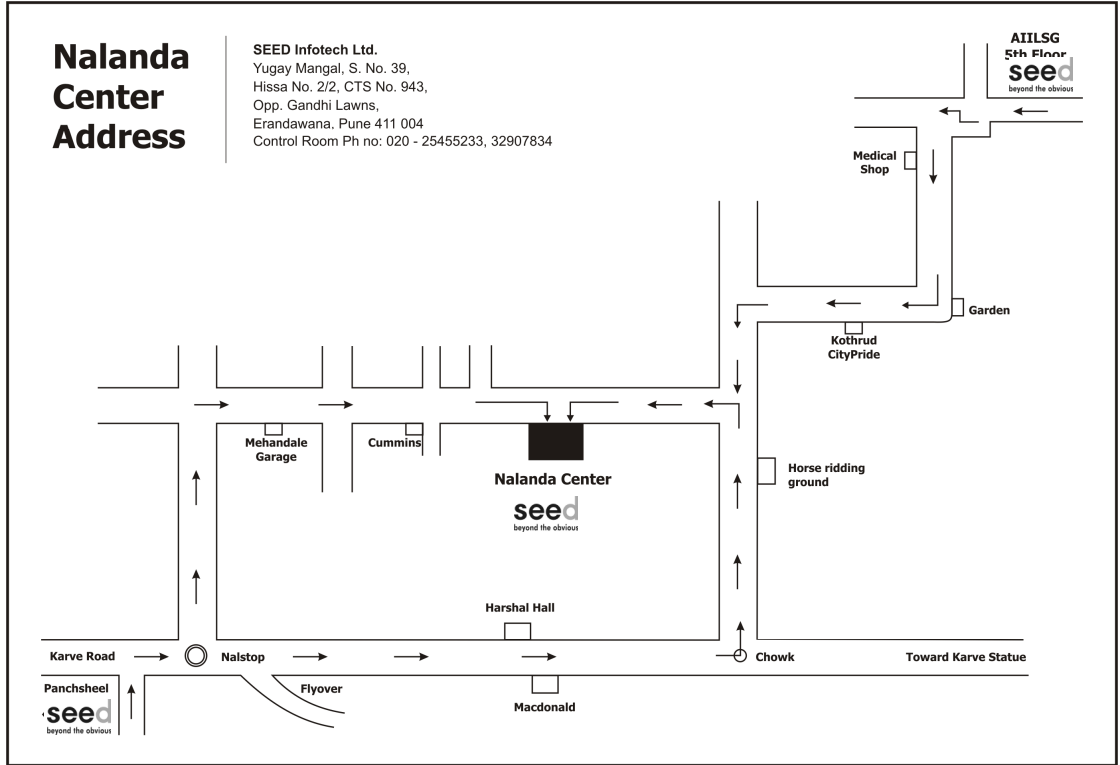 Nalanda
Center
Address
SEED Infotech Ltd.
Yugay Mangal, S. No. 39,
Hissa No. 2/2, CTS No. 943,
Opp. Gandhi Lawns,
Erandawana, Pune 411 004
Control Room Ph no: 020 - 25455233, 32907834
AIILSG
5th Floor
seed
beyond the obvious
Medical
Shop
Garden
Kothrud
CityPride
Mehandale
Garage
Cummins
Nalanda Center
seed
beyond the obvious
Horse ridding
ground
Harshal Hall
Karve Road
Nalstop
Chowk
Toward Karve Statue
Panchsheel
seed
beyond the obvious
Flyover
Macdonald